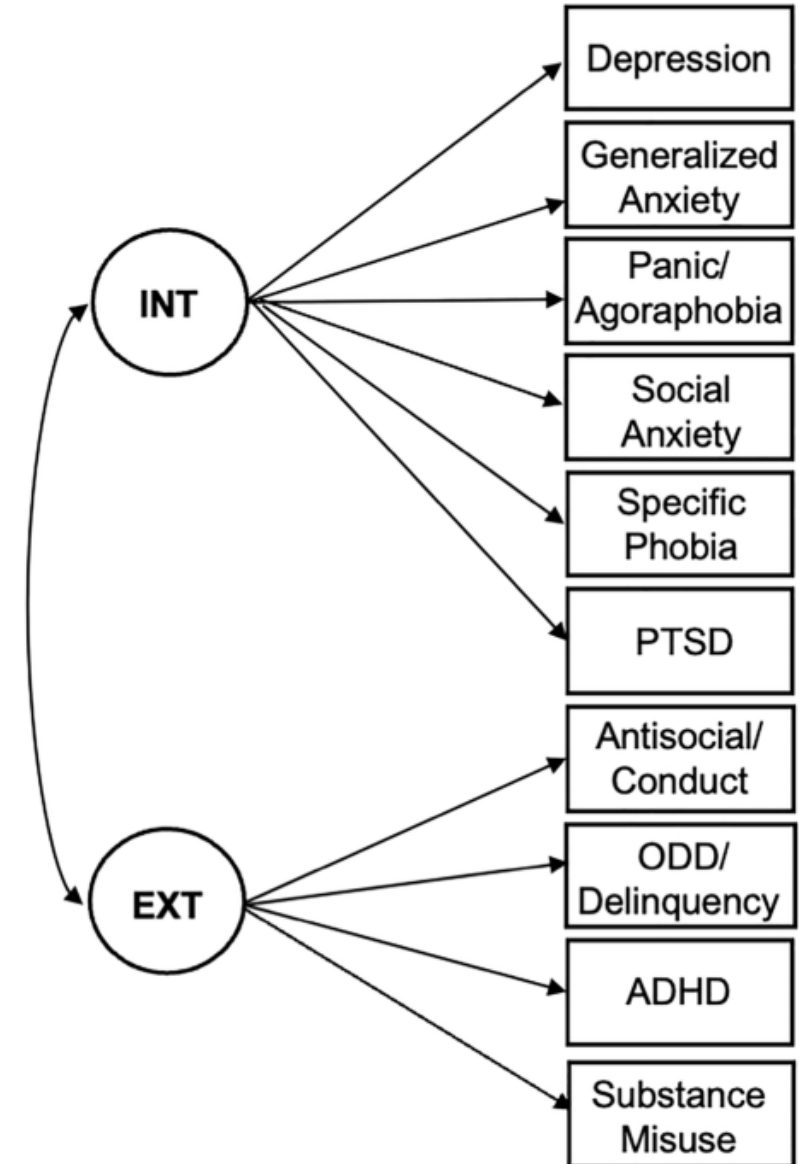 Depression
Generalized
Anxiety
Panic/
Agoraphobia
INT
Social
Anxiety
Specific
Phobia
PTSD
Antisocial/
Conduct
ODD/
Delinquency
EXT
ADHD
Substance
Misuse